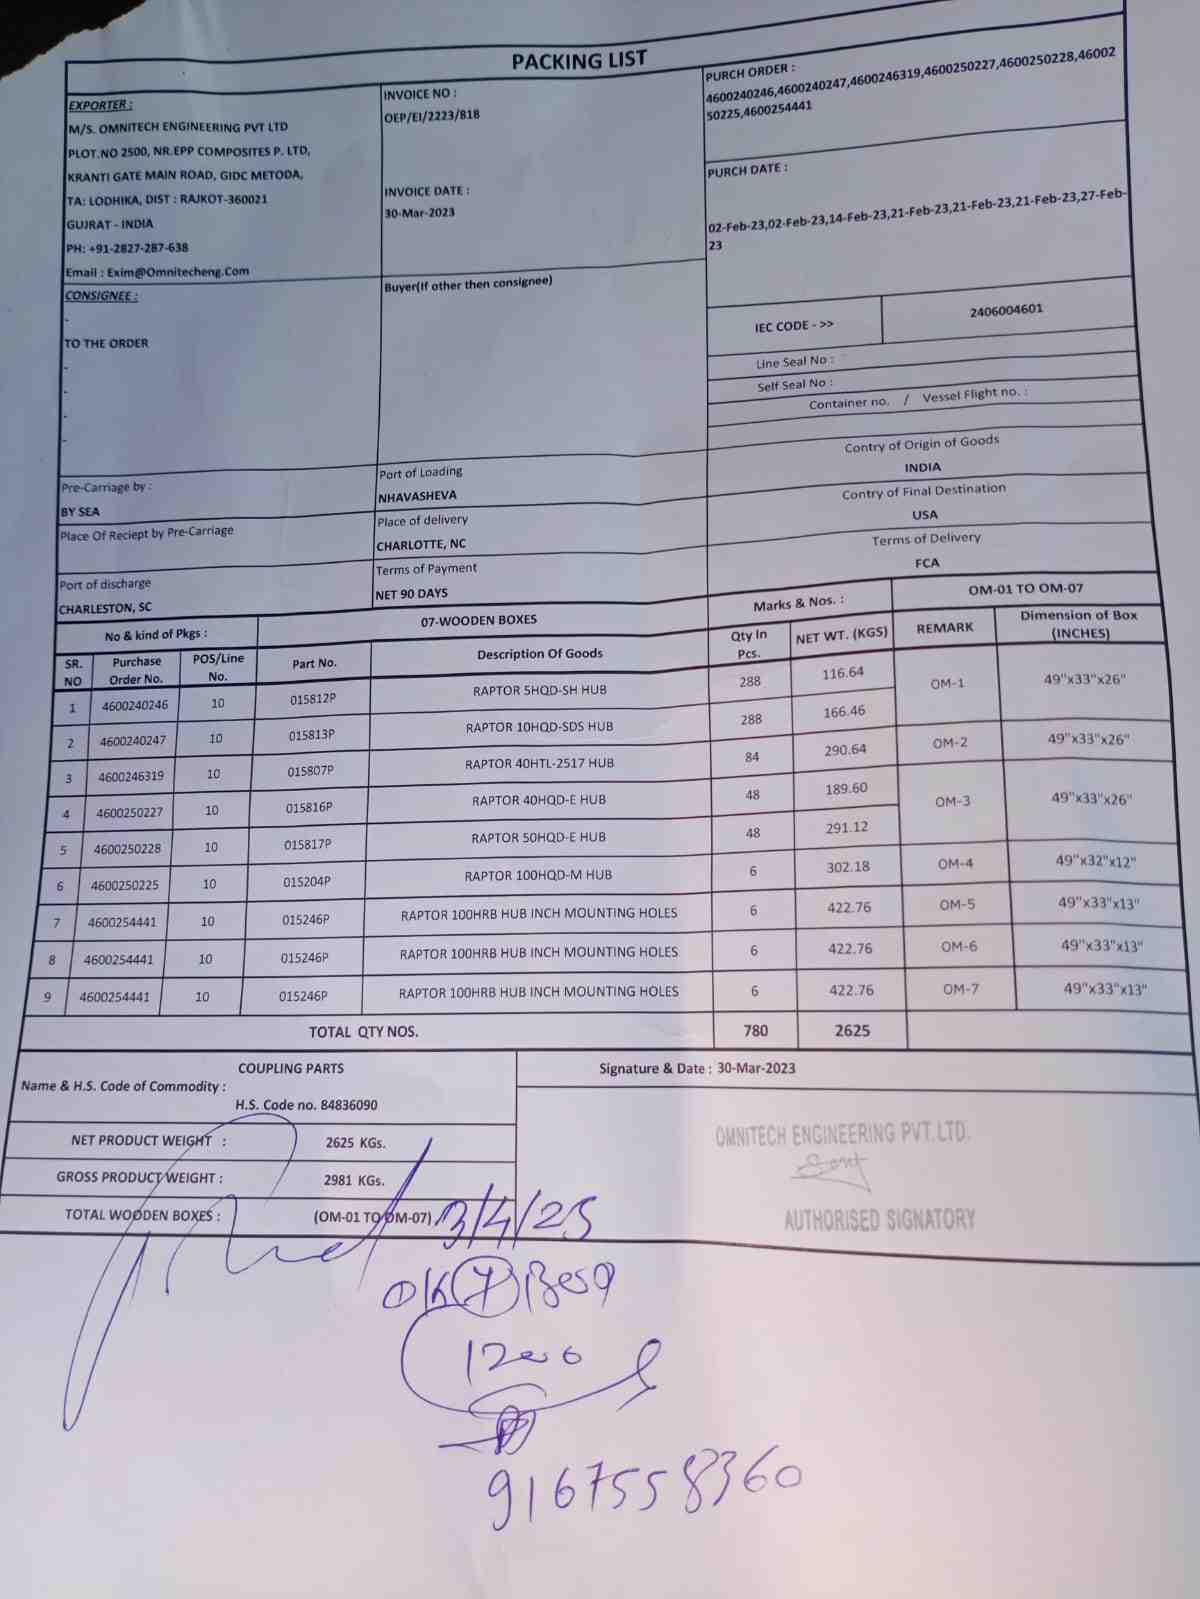 PACKING LIST
EXPORTER :
M/S. OMNITECH ENGINEERING PVT LTD
PLOT.NO 2500, NR.EPP COMPOSITES P. LTD,
KRANTI GATE MAIN ROAD, GIDC METODA,
TA: LODHIKA, DIST : RAJKOT-360021
GUJRAT - INDIA
PH: +91-2827-287-638
Email : Exim@Omnitecheng.Com
INVOICE NO :
OEP/EI/2223/818
INVOICE DATE :
30-Mar-2023
PURCH ORDER :
4600240246,4600240247,4600246319,4600250227,4600250228,46002
50225,4600254441
PURCH DATE :
02-Feb-23,02-Feb-23,14-Feb-23,21-Feb-23,21-Feb-23,21-Feb-23,27-Feb-
23
CONSIGNEE :
-
TO THE ORDER
-
-
-
-
Buyer(If other then consignee)
IEC CODE - >> 2406004601
Line Seal No :
Self Seal No :
Container no. / Vessel Flight no. :
Pre-Carriage by :
BY SEA
Port of Loading
NHAVASHEVA
Contry of Origin of Goods
INDIA
Place Of Reciept by Pre-Carriage
Place of delivery
CHARLOTTE, NC
Contry of Final Destination
USA
Port of discharge
CHARLESTON, SC
Terms of Payment
NET 90 DAYS
Terms of Delivery
FCA
No & kind of Pkgs : 07-WOODEN BOXES Marks & Nos. : OM-01 TO OM-07
SR. NO Purchase Order No. POS/Line No. Part No. Description Of Goods Qty In Pcs. NET WT. (KGS) REMARK Dimension of Box (INCHES)
1 4600240246 10 015812P RAPTOR 5HQD-SH HUB 288 116.64 OM-1 49"x33"x26"
2 4600240247 10 015813P RAPTOR 10HQD-SDS HUB 288 166.46
3 4600246319 10 015807P RAPTOR 40HTL-2517 HUB 84 290.64 OM-2 49"x33"x26"
4 4600250227 10 015816P RAPTOR 40HQD-E HUB 48 189.60 OM-3 49"x33"x26"
5 4600250228 10 015817P RAPTOR 50HQD-E HUB 48 291.12
6 4600250225 10 015204P RAPTOR 100HQD-M HUB 6 302.18 OM-4 49"x32"x12"
7 4600254441 10 015246P RAPTOR 100HRB HUB INCH MOUNTING HOLES 6 422.76 OM-5 49"x33"x13"
8 4600254441 10 015246P RAPTOR 100HRB HUB INCH MOUNTING HOLES 6 422.76 OM-6 49"x33"x13"
9 4600254441 10 015246P RAPTOR 100HRB HUB INCH MOUNTING HOLES 6 422.76 OM-7 49"x33"x13"
TOTAL QTY NOS. 780 2625
COUPLING PARTS
Name & H.S. Code of Commodity :
H.S. Code no. 84836090
Signature & Date : 30-Mar-2023
NET PRODUCT WEIGHT : 2625 KGs.
GROSS PRODUCT WEIGHT : 2981 KGs.
TOTAL WOODEN BOXES : (OM-01 TO OM-07)
OMNITECH ENGINEERING PVT.LTD.
AUTHORISED SIGNATORY
OK 7
9167558360